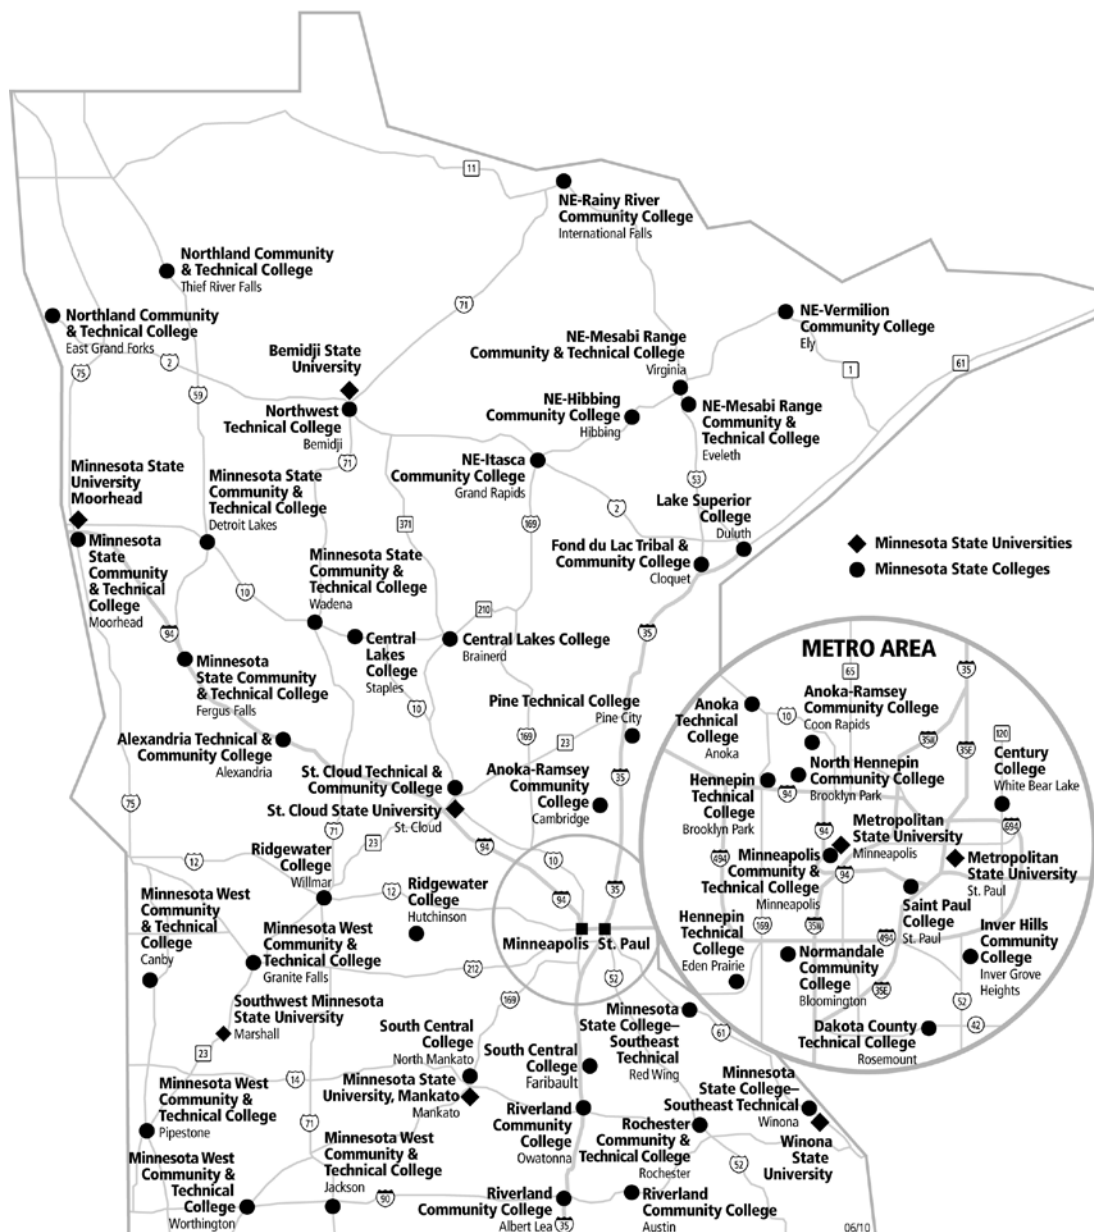 11
NE-Rainy River
Community College
International Falls
Northland Community
& Technical College
Thief River Falls
71
Northland Community
& Technical College
East Grand Forks
NE-Vermilion
Community College
Ely
NE-Mesabi Range
Community & Technical College
Virginia
2
75
59
1
61
Bemidji State
University
Northwest
Technical College
Bemidji
71
NE-Hibbing
Community College
Hibbing
NE-Mesabi Range
Community &
Technical College
Eveleth
NE-Itasca
Community College
Grand Rapids
53
2
Minnesota State
University
Moorhead
Minnesota State
Community &
Technical College
Detroit Lakes
371
169
Lake Superior
College
Duluth
Minnesota
State
Community
& Technical
College
Moorhead
Minnesota State
Community &
Technical College
Wadena
Fond du Lac Tribal &
Community College
Cloquet
Minnesota State Universities
Minnesota State Colleges
10
94
210
35
Central
Lakes
College
Staples
Central Lakes College
Brainerd
Minnesota
State Community
& Technical College
Fergus Falls
10
Pine Technical College
Pine City
169
23
35
Alexandria Technical &
Community College
Alexandria
St. Cloud Technical &
Community College
St. Cloud State University
St. Cloud
Anoka-Ramsey
Community
College
Cambridge
75
71
23
94
12
10
35
94
Ridgewater
College
Willmar
12
Ridgewater
College
Hutchinson
Minneapolis
St. Paul
Minnesota West
Community
& Technical
College
Canby
Minnesota West
Community &
Technical College
Granite Falls
212
169
52
Southwest Minnesota
State University
Marshall
23
South Central
College
North Mankato
Minnesota State
University, Mankato
Mankato
14
South Central
College
Faribault
Minnesota
State College–
Southeast
Technical
Red Wing
61
Minnesota
State College–
Southeast Technical
Winona
Winona
State
University
Minnesota West
Community &
Technical College
Pipestone
71
Riverland
Community
College
Owatonna
Rochester
Community &
Technical College
Rochester
52
Minnesota West
Community &
Technical College
Jackson
Minnesota West
Community &
Technical
College
Worthington
90
Riverland
Community College
Albert Lea
35
Riverland
Community College
Austin
06/10
METRO AREA
65
35
Anoka
Technical
College
Anoka
10
Anoka-Ramsey
Community College
Coon Rapids
35W
35E
120
Century
College
White Bear Lake
North Hennepin
Community College
Brooklyn Park
Hennepin
Technical
College
Brooklyn Park
94
694
94
Metropolitan
State University
Minneapolis
494
Minneapolis
Community &
Technical College
Minneapolis
94
Metropolitan
State University
St. Paul
Saint Paul
College
St. Paul
Hennepin
Technical
College
Eden Prairie
169
35W
494
Inver Hills
Community
College
Inver Grove
Heights
Normandale
Community
College
Bloomington
35E
52
42
Dakota County
Technical College
Rosemount